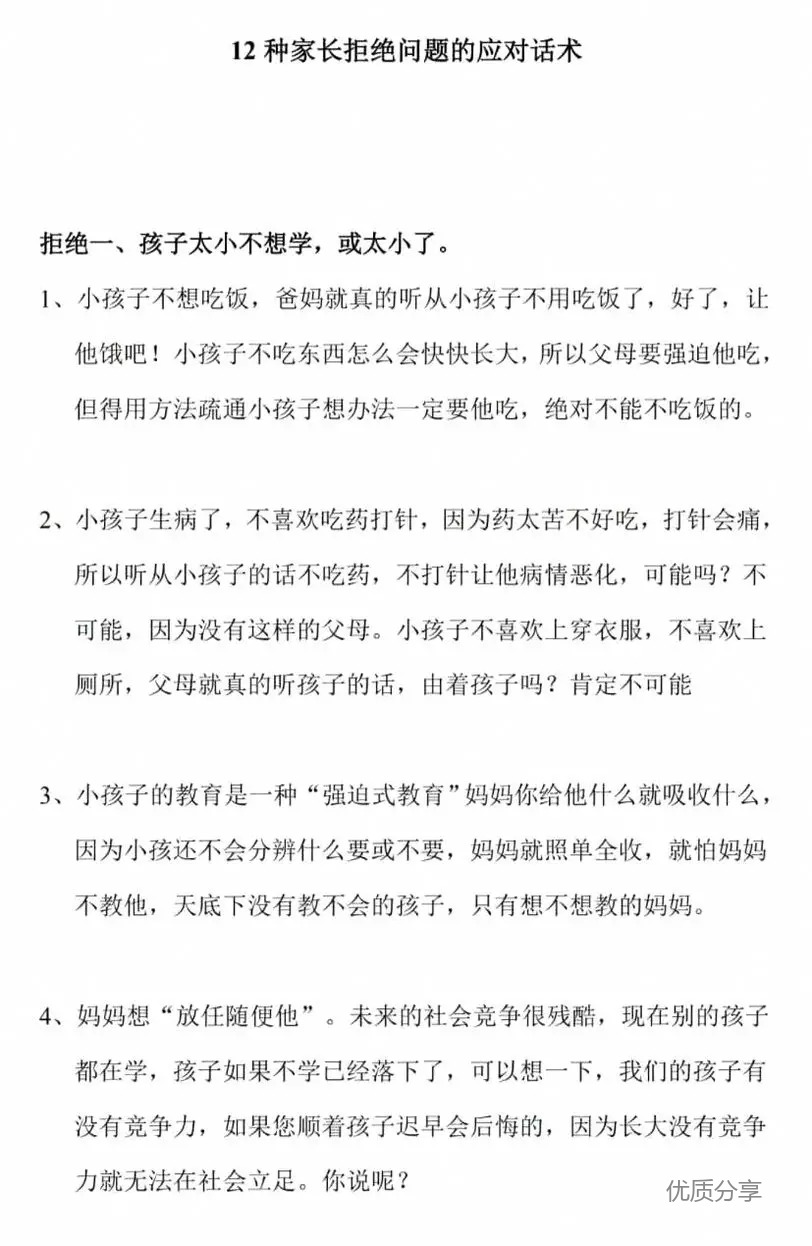 12 种家长拒绝问题的应对话术
拒绝一、孩子太小不想学，或太小了。
1、小孩子不想吃饭，爸妈就真的听从小孩子不用吃饭了，好了，让
他饿吧！小孩子不吃东西怎么会快快长大，所以父母要强迫他吃，
但得用方法疏通小孩子想办法一定要他吃，绝对不能不吃饭的。
2、小孩子生病了，不喜欢吃药打针，因为药太苦不好吃，打针会痛，
所以听从小孩子的话不吃药，不打针让他病情恶化，可能吗？不
可能，因为没有这样的父母。小孩子不喜欢上穿衣服，不喜欢上
厕所，父母就真的听孩子的话，由着孩子吗？肯定不可能
3、小孩子的教育是一种“强迫式教育”妈妈你给他什么就吸收什么，
因为小孩还不会分辨什么要或不要，妈妈就照单全收，就怕妈妈
不教他，天底下没有教不会的孩子，只有想不想教的妈妈。
4、妈妈想“放任随便他”。未来的社会竞争很残酷，现在别的孩子
都在学，孩子如果不学已经落下了，可以想一下，我们的孩子有
没有竞争力，如果您顺着孩子迟早会后悔的，因为长大没有竞争
力就无法在社会立足。你说呢？
优质分享